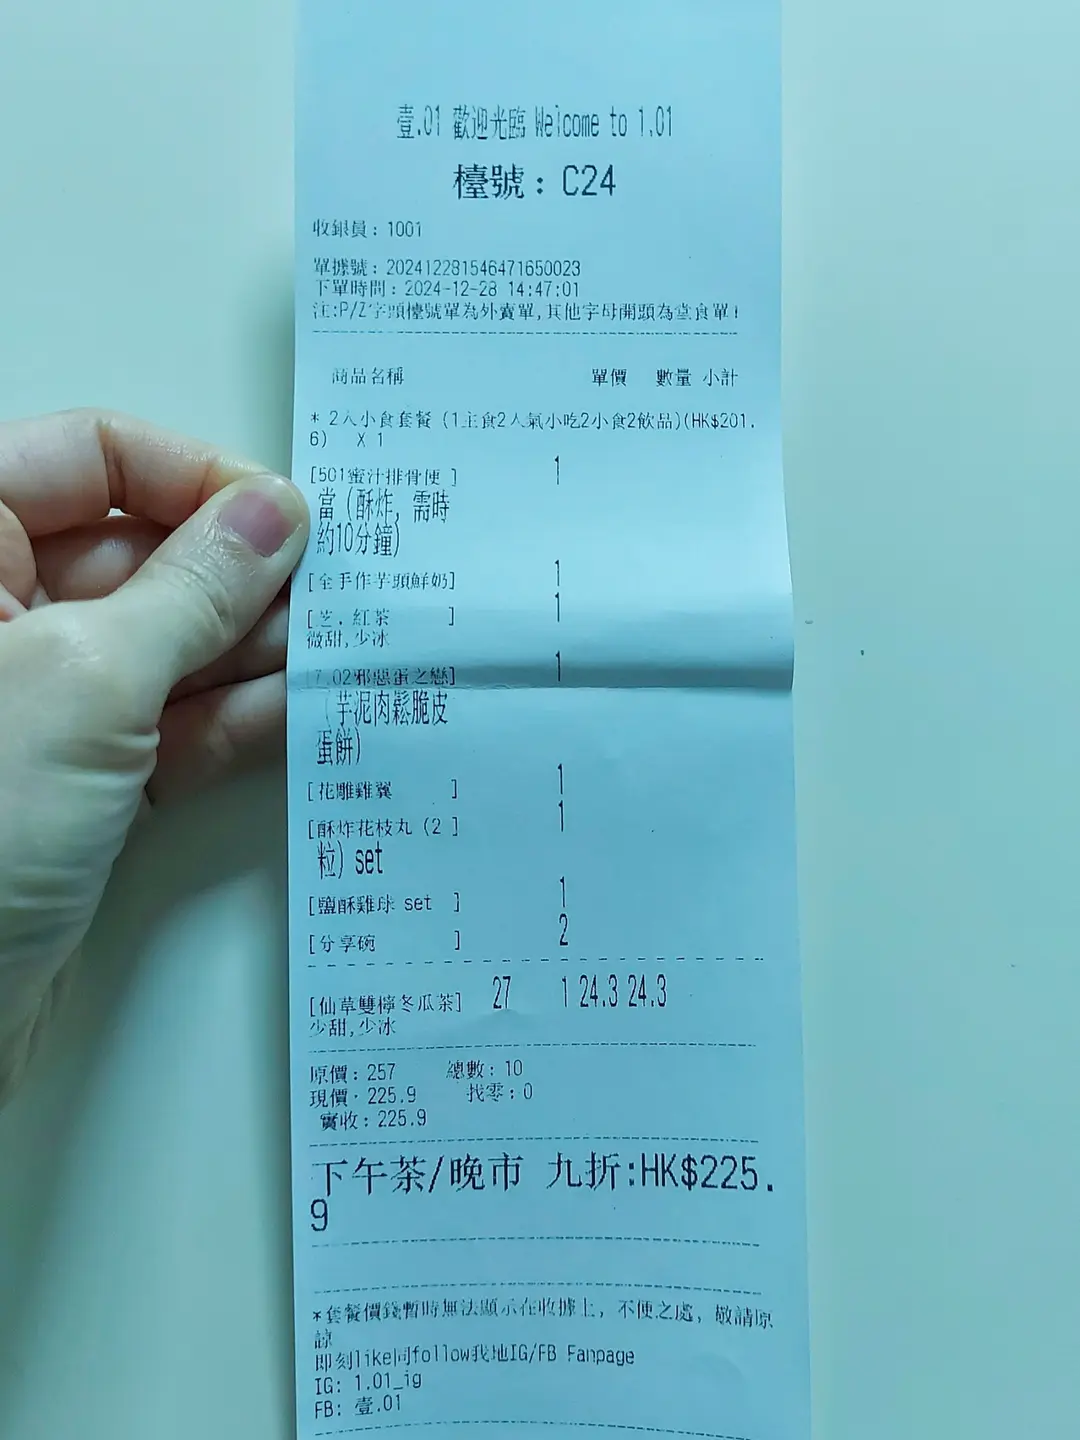 壹.01 歡迎光臨 Welcome to 1.01
檯號: C24
收銀員: 1001
單據號: 202412281546471650023
下單時間: 2024-12-28 14:47:01
注:P/Z字頭檯號單為外賣單,其他字母開頭為堂食單!
商品名稱 單價 數量 小計
* 2人小食套餐 (1主食2人氣小吃2小食2飲品)(HK$201.
6) X 1
[501蜜汁排骨便 ] 1
當 (酥炸, 需時
約10分鐘)
[全手作芋頭鮮奶] 1
[芝. 紅茶 ] 1
微甜,少冰
[7.02邪惡蛋之戀] 1
(芋泥肉鬆脆皮
蛋餅)
[花雕雞翼 ] 1
[酥炸花枝丸 (2 ] 1
粒) set
[鹽酥雞球 set ] 1
[分享碗 ] 2
[仙草雙檸冬瓜茶] 27 1 24.3 24.3
少甜,少冰
原價: 257 總數: 10
現價: 225.9 找零: 0
實收: 225.9
下午茶/晚市 九折:HK$225.
9
*套餐價錢暫時無法顯示在收據上, 不便之處, 敬請原
諒
即刻like同follow我地IG/FB Fanpage
IG: 1.01_ig
FB: 壹.01